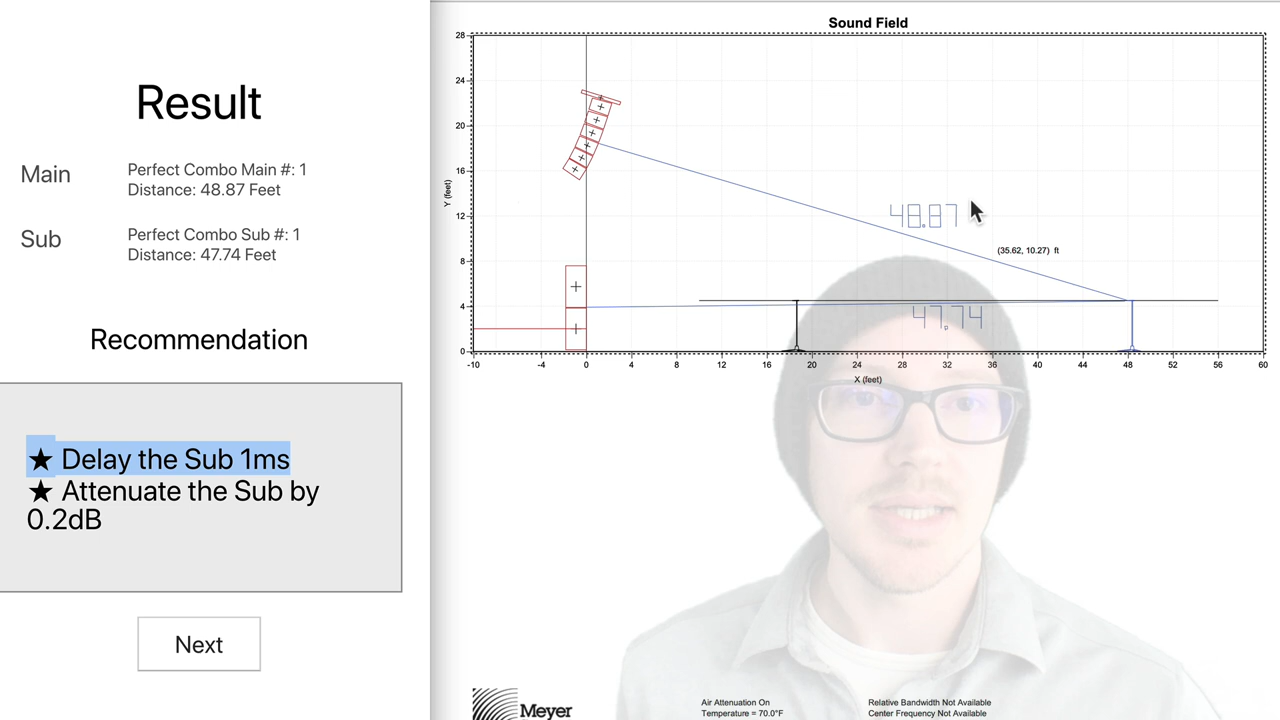 Result
Main
Perfect Combo Main #: 1
Distance: 48.87 Feet
Sub
Perfect Combo Sub #: 1
Distance: 47.74 Feet
Recommendation
★ Delay the Sub 1ms
★ Attenuate the Sub by
0.2dB
Next
Sound Field
28
24
20
16
12
8
4
0
Y (feet)
48.87
(35.62, 10.27) ft
47.74
-10 -4 0 4 8 12 16 20 24 28 32 36 40 44 48 52 56 60
X (feet)
Meyer
Air Attenuation On
Temperature = 70.0°F
Relative Bandwidth Not Available
Center Frequency Not Available